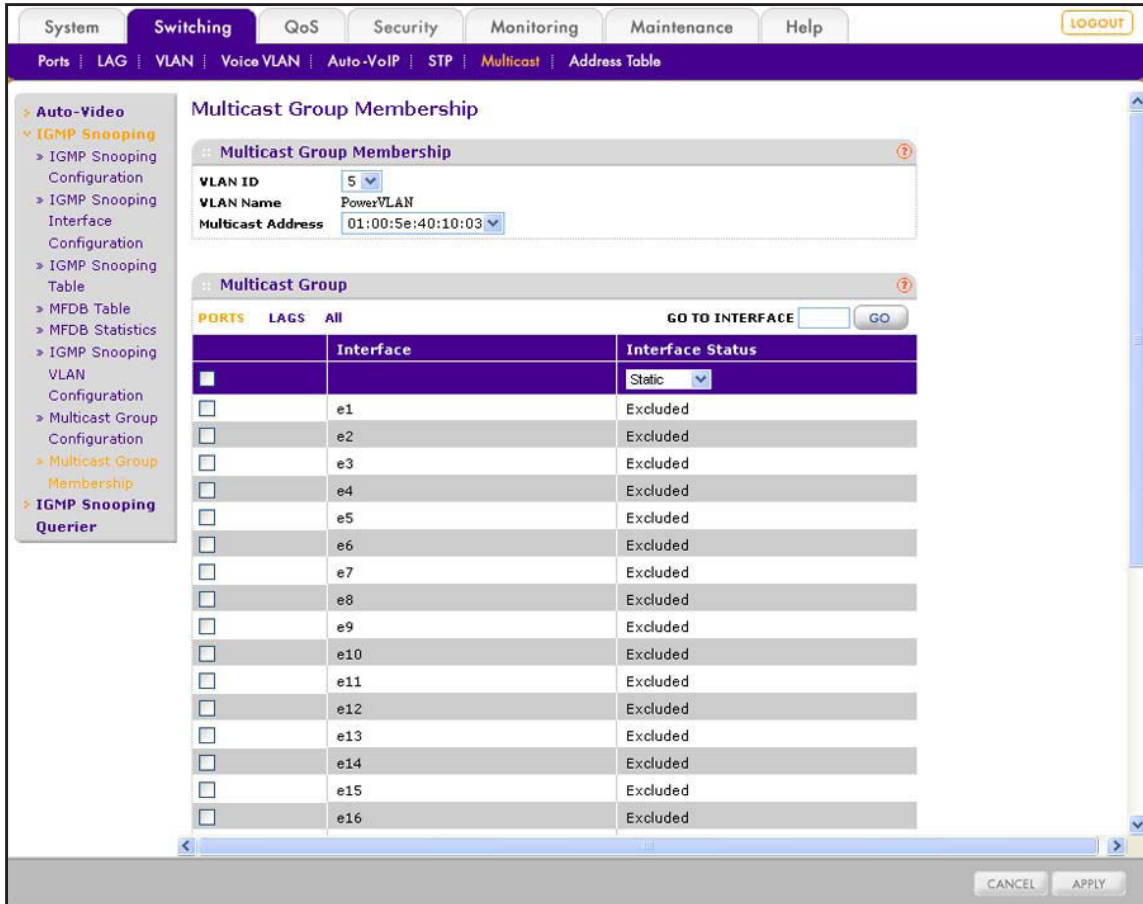 System Switching QoS Security Monitoring Maintenance Help LOGOUT
Ports | LAG | VLAN | Voice VLAN | Auto-VoIP | STP | Multicast | Address Table
Auto-Video
IGMP Snooping
» IGMP Snooping
Configuration
» IGMP Snooping
Interface
Configuration
» IGMP Snooping
Table
» MFDB Table
» MFDB Statistics
» IGMP Snooping
VLAN
Configuration
» Multicast Group
Configuration
» Multicast Group
Membership
IGMP Snooping
Querier
Multicast Group Membership
Multicast Group Membership ?
VLAN ID 5
VLAN Name PowerVLAN
Multicast Address 01:00:5e:40:10:03
Multicast Group ?
PORTS LAGS All GO TO INTERFACE GO
Interface Interface Status
Static
e1 Excluded
e2 Excluded
e3 Excluded
e4 Excluded
e5 Excluded
e6 Excluded
e7 Excluded
e8 Excluded
e9 Excluded
e10 Excluded
e11 Excluded
e12 Excluded
e13 Excluded
e14 Excluded
e15 Excluded
e16 Excluded
CANCEL APPLY